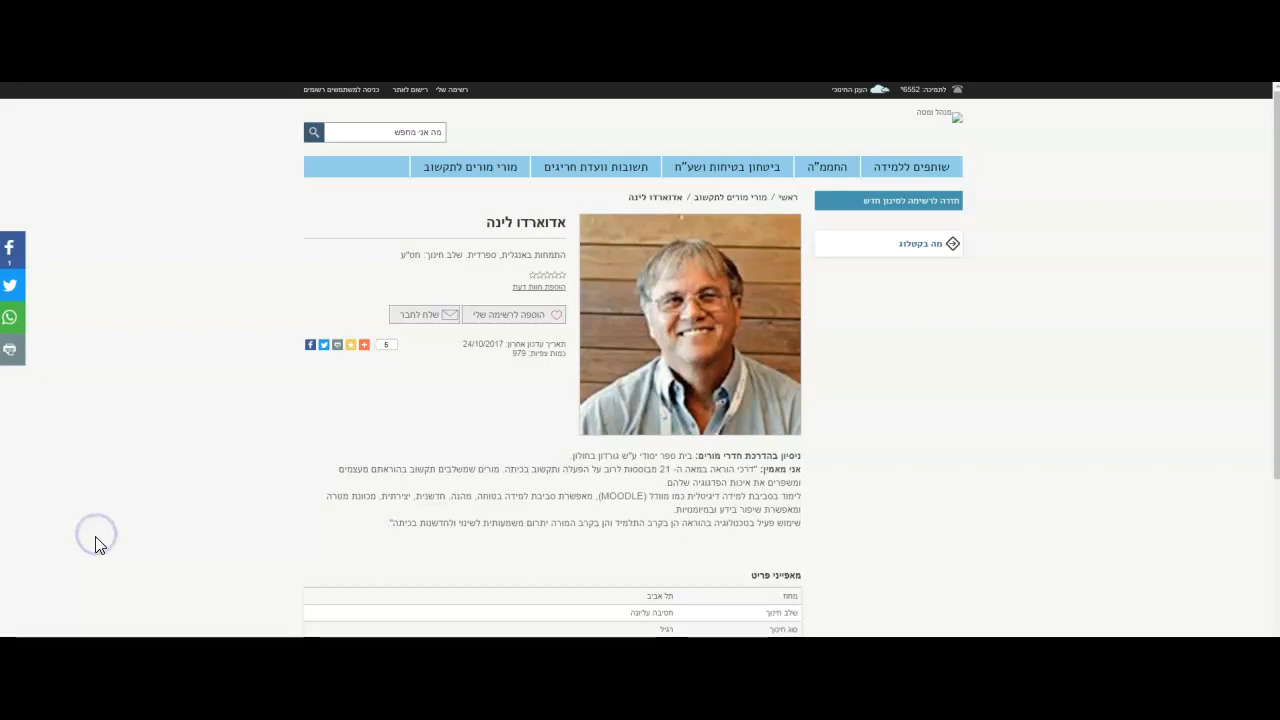 לתמיכה: 6552*
הענן החינוכי
רשימה שלי
רישום לאתר
כניסה למשתמשים רשומים
מנהל ומטה
מה אני מחפש
שותפים ללמידה
החממ"ה
ביטחון בטיחות ושע"ח
תשובות וועדת חריגים
מורי מורים לתקשוב
חזרה לרשימה לסינון חדש
מה בקטלוג
ראשי / מורי מורים לתקשוב / אדוארדו לינה
אדוארדו לינה
התמחות באנגלית, ספרדית. שלב חינוך: חט"ע
הוספת חוות דעת
הוספה לרשימה שלי
שלח לחבר
תאריך עדכון אחרון: 24/10/2017
כמות צפיות: 979
5
1
ניסיון בהדרכת חדרי מורים: בית ספר יסודי ע"ש גורדון בחולון.
אני מאמין: "דרכי הוראה במאה ה- 21 מבוססות לרוב על הפעלה ותקשוב בכיתה. מורים שמשלבים תקשוב בהוראתם מעצמים
ומשפרים את איכות הפדגוגיה שלהם.
לימוד בסביבת למידה דיגיטלית כמו מוודל (MOODLE), מאפשרת סביבת למידה בטוחה, מהנה, חדשנית, יצירתית, מכוונת מטרה
ומאפשרת שיפור בידע ובמיומנויות.
שימוש פעיל בטכנולוגיה בהוראה הן בקרב התלמיד והן בקרב המורה יתרום משמעותית לשינוי ולחדשנות בכיתה"
מאפייני פריט
מחוז תל אביב
שלב חינוך חטיבה עליונה
סוג חינוך רגיל